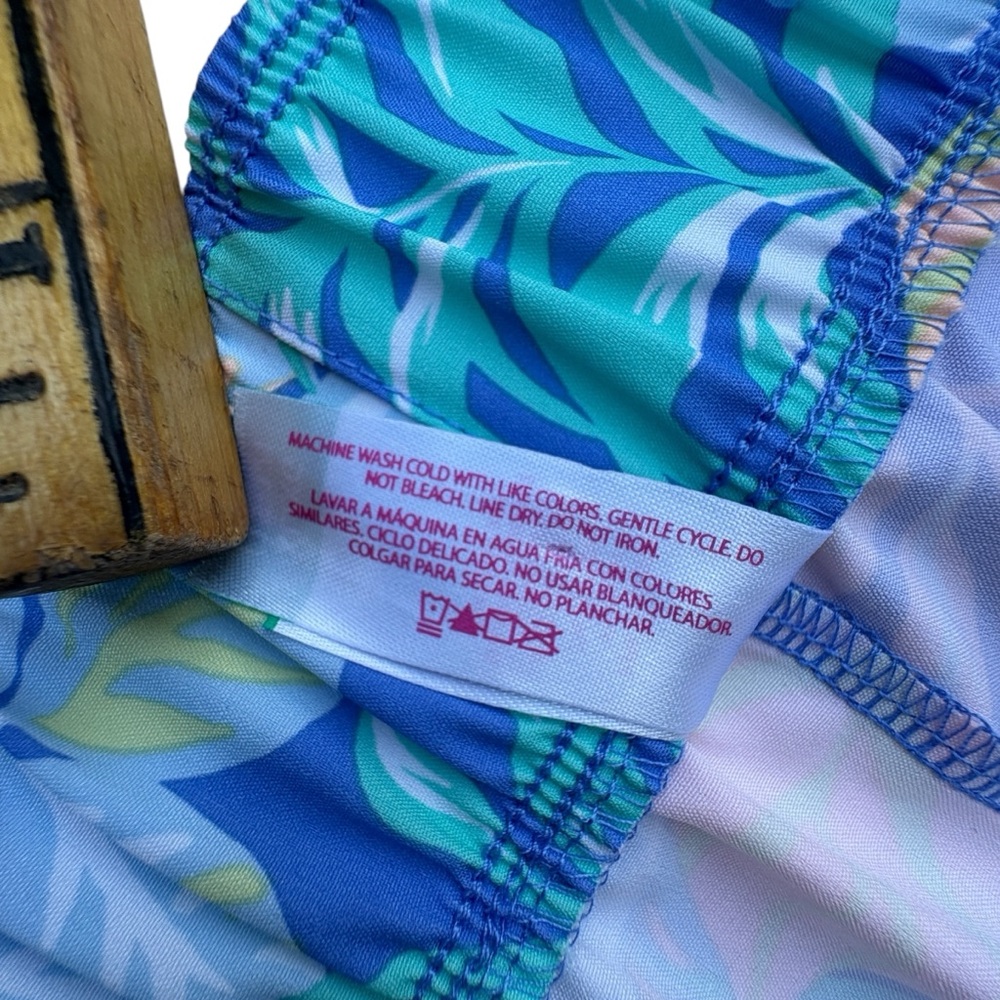 MACHINE WASH COLD WITH LIKE COLORS. GENTLE CYCLE. DO
NOT BLEACH. LINE DRY. DO NOT IRON.
LAVAR A MÁQUINA EN AGUA FRÍA CON COLORES
SIMILARES. CICLO DELICADO. NO USAR BLANQUEADOR.
COLGAR PARA SECAR. NO PLANCHAR.